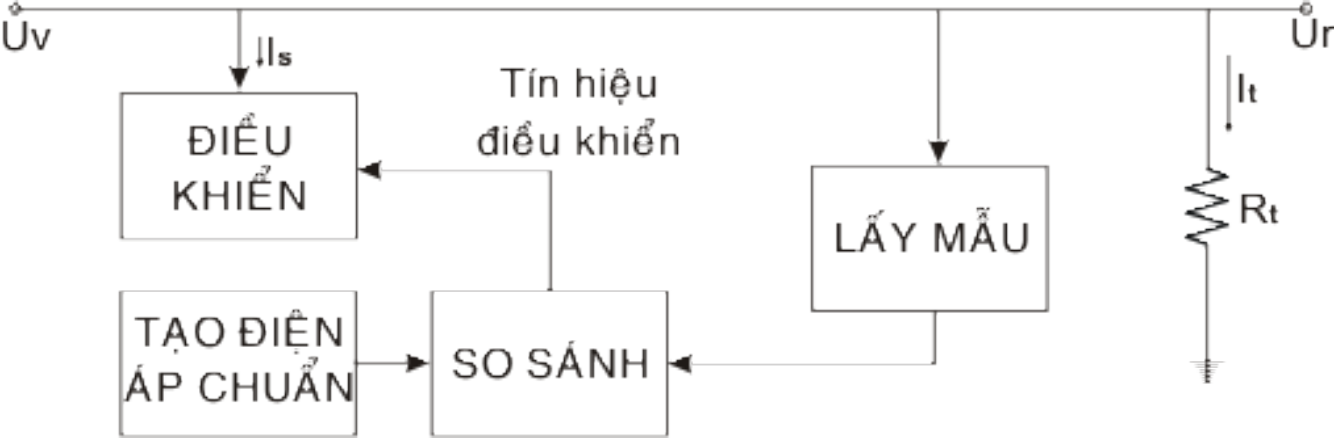 Uv
Ur
Is
Tín hiệu
điều khiển
It
ĐIỀU
KHIỂN
LẤY MẪU
Rt
TẠO ĐIỆN
ÁP CHUẨN
SO SÁNH